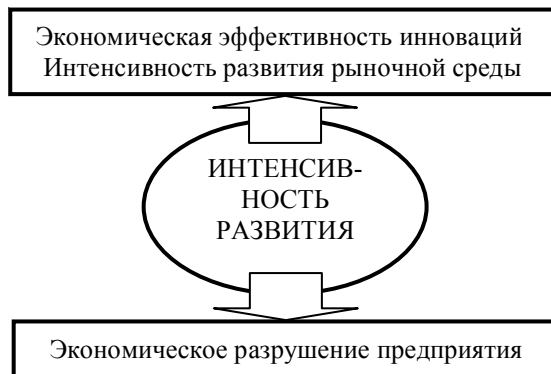 Экономическая эффективность инноваций
Интенсивность развития рыночной среды
ИНТЕНСИВ-
НОСТЬ
РАЗВИТИЯ
Экономическое разрушение предприятия